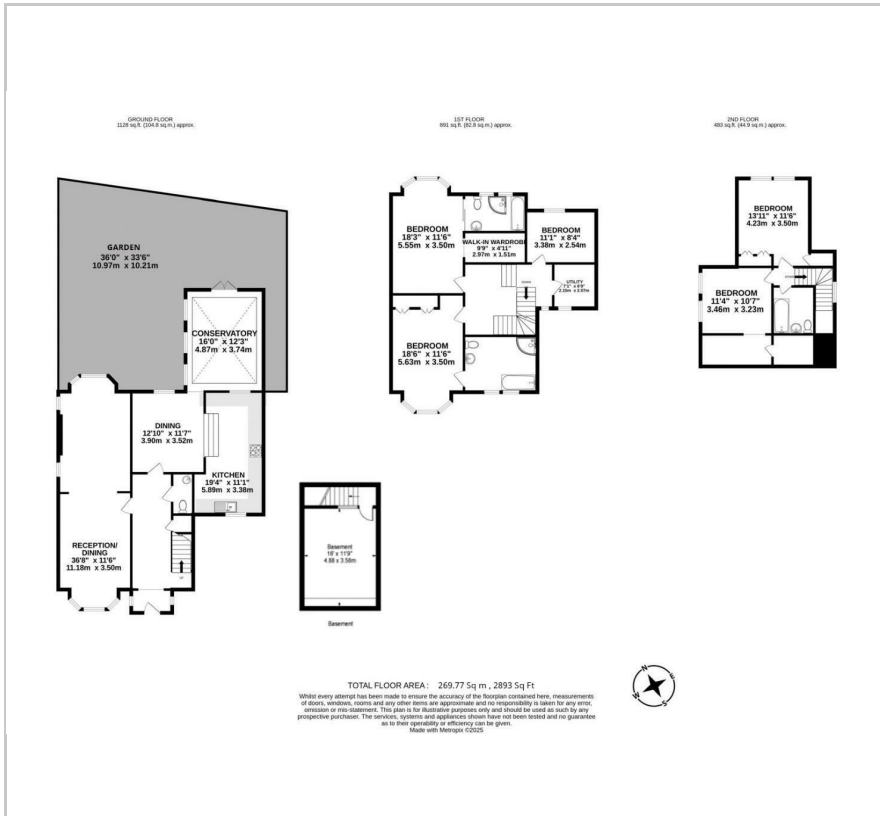 GROUND FLOOR
1128 sq.ft. (104.8 sq.m.) approx.
GARDEN
36'0" x 33'6"
10.97m x 10.21m
CONSERVATORY
16'0" x 12'3"
4.87m x 3.74m
DINING
12'10" x 11'7"
3.90m x 3.52m
KITCHEN
19'4" x 11'1"
5.89m x 3.38m
RECEPTION/
DINING
36'8" x 11'6"
11.18m x 3.50m
UP
1ST FLOOR
891 sq.ft. (82.8 sq.m.) approx.
BEDROOM
18'3" x 11'6"
5.55m x 3.50m
WALK-IN WARDROBE
9'9" x 4'11"
2.97m x 1.51m
BEDROOM
11'1" x 8'4"
3.38m x 2.54m
UTILITY
7'1" x 6'9"
BEDROOM
18'6" x 11'6"
5.63m x 3.50m
2ND FLOOR
483 sq.ft. (44.9 sq.m.) approx.
BEDROOM
13'11" x 11'6"
4.23m x 3.50m
BEDROOM
11'4" x 10'7"
3.46m x 3.23m
Basement
16' x 11'9"
4.88 x 3.58m
Basement
TOTAL FLOOR AREA : 269.77 Sq m , 2893 Sq Ft
Whilst every attempt has been made to ensure the accuracy of the floorplan contained here, measurements
of doors, windows, rooms and any other items are approximate and no responsibility is taken for any error,
omission or mis-statement. This plan is for illustrative purposes only and should be used as such by any
prospective purchaser. The services, systems and appliances shown have not been tested and no guarantee
as to their operability or efficiency can be given.
Made with Metropix ©2025
N
E
S
W